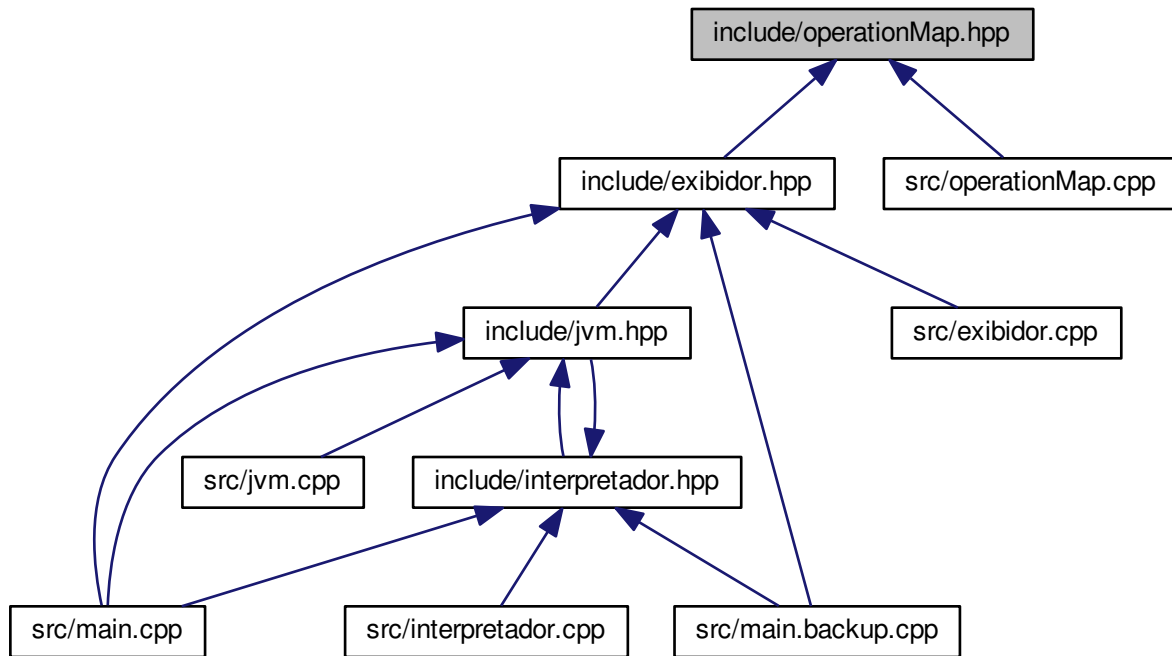 include/operationMap.hpp
include/exibidor.hpp
src/operationMap.cpp
include/jvm.hpp
src/exibidor.cpp
src/jvm.cpp
include/interpretador.hpp
src/main.cpp
src/interpretador.cpp
src/main.backup.cpp